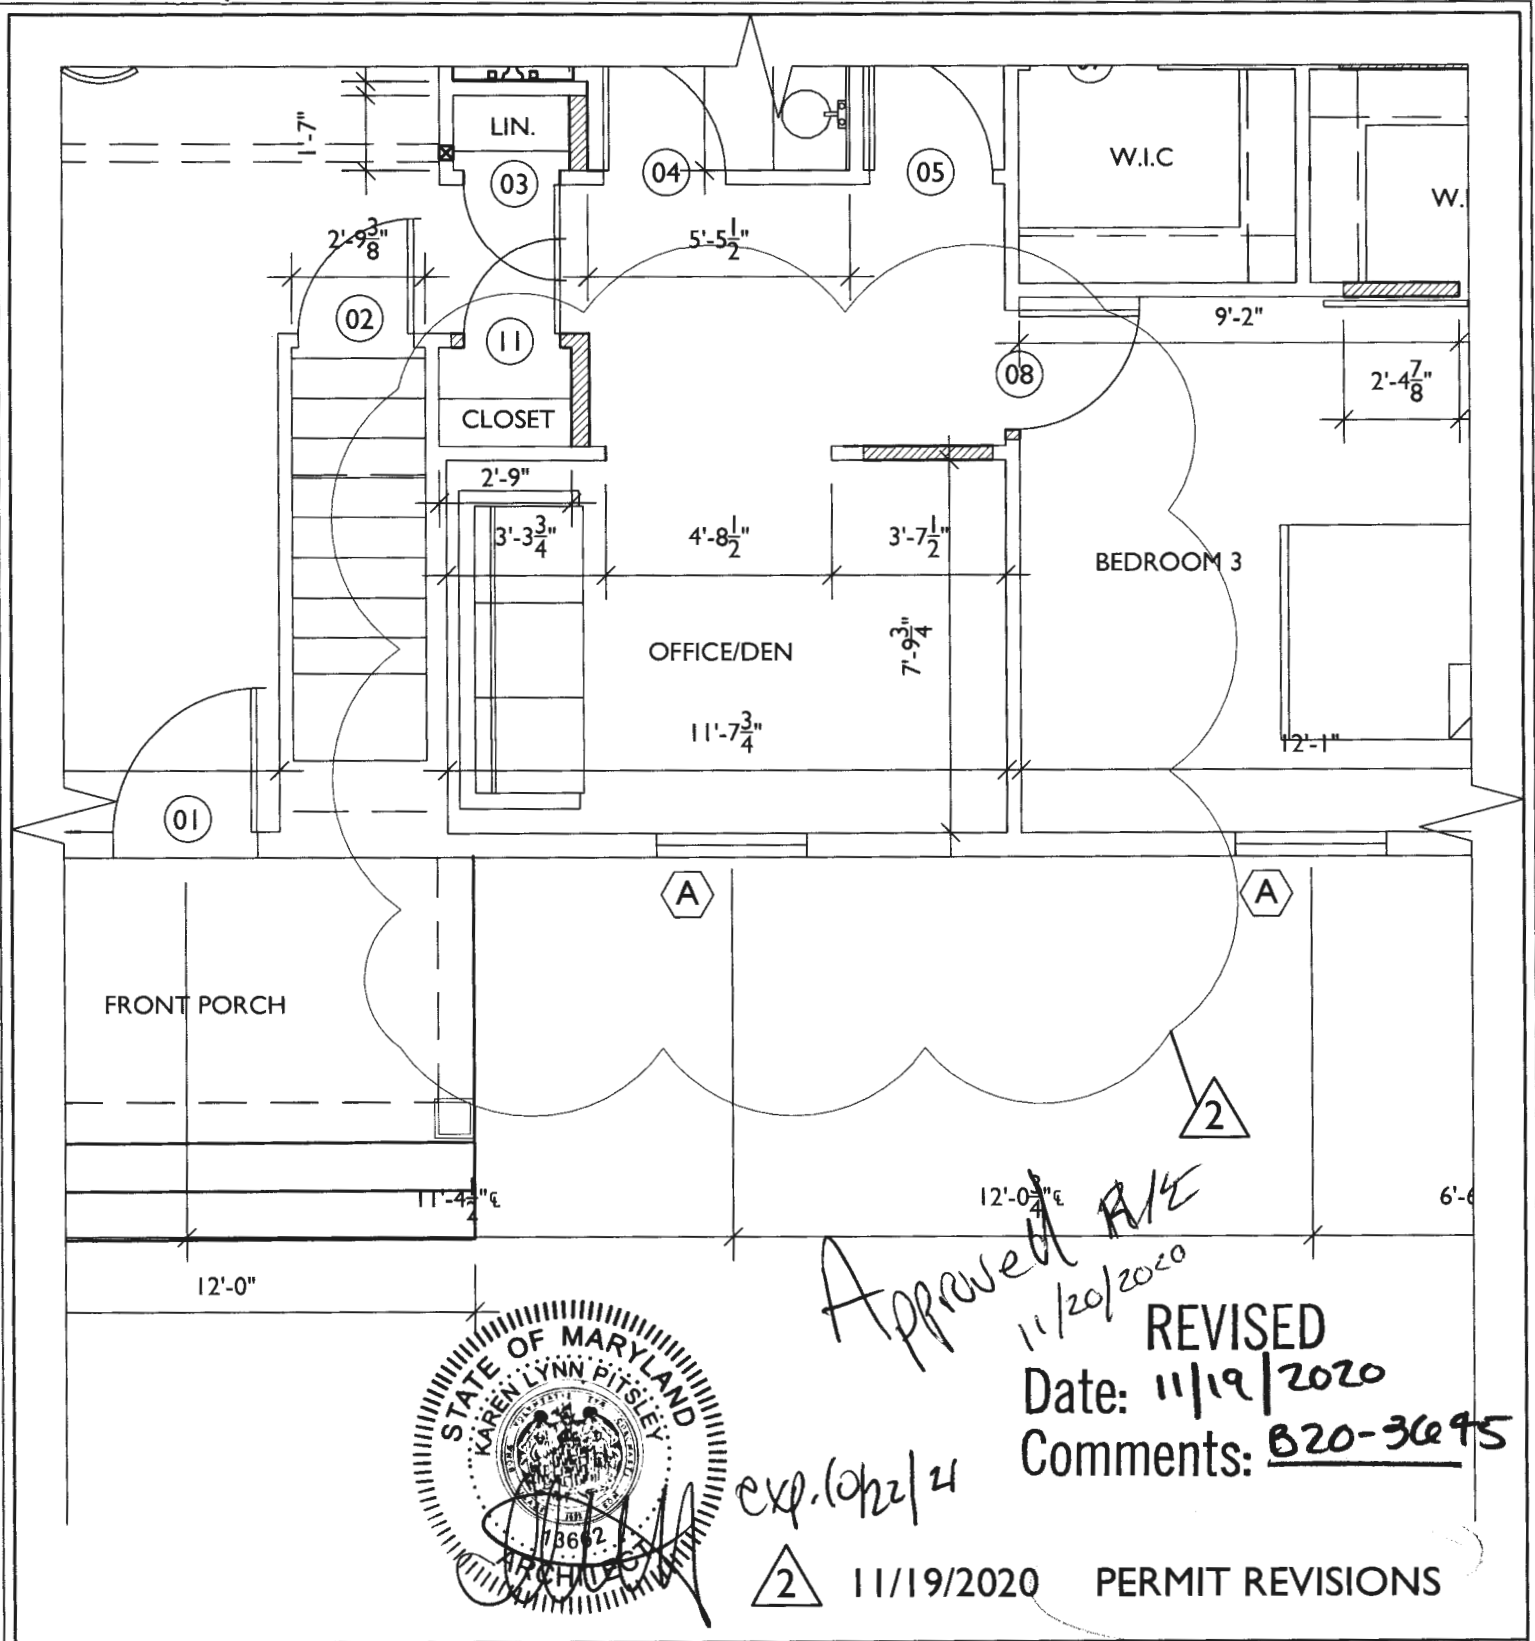 1'-7"
LIN.
03
04
05
W.I.C
W.I
2'-9 3/8"
5'-5 1/2"
02
11
9'-2"
08
2'-4 7/8"
CLOSET
2'-9"
3'-3 3/4"
4'-8 1/2"
3'-7 1/2"
BEDROOM 3
OFFICE/DEN
7'-9 3/4"
11'-7 3/4"
12'-1"
01
A
A
FRONT PORCH
2
11'-4 1/2" ℄
12'-0 3/4" ℄
6'-6
12'-0"
Approved
11/20/2020
REVISED
Date: 11/19/2020
Comments: B20-3695
STATE OF MARYLAND
KAREN LYNN PITSLEY
13662
ARCHITECT
exp. 10/22/21
2 11/19/2020 PERMIT REVISIONS